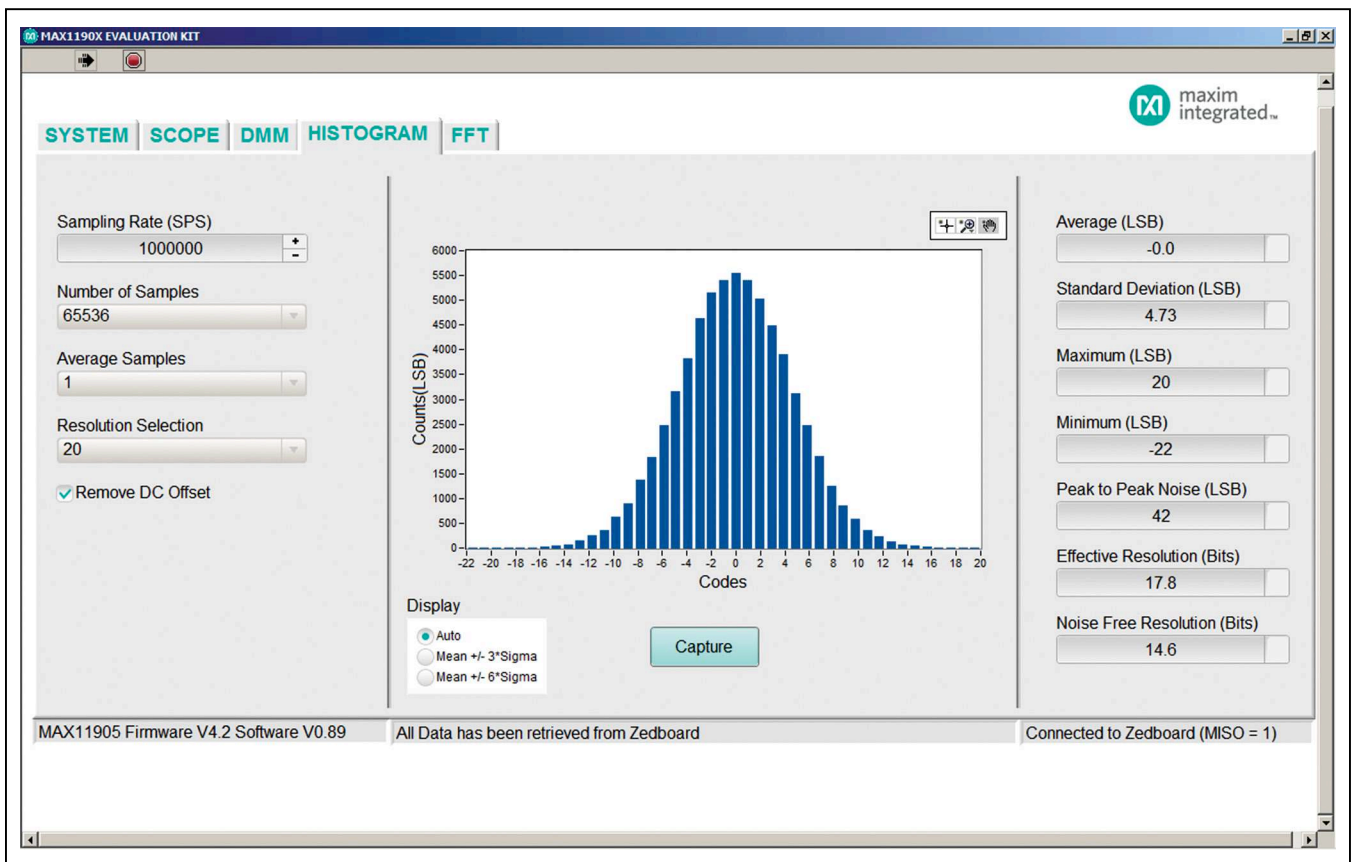 MAX1190X EVALUATION KIT
maxim
integrated™
SYSTEM SCOPE DMM HISTOGRAM FFT
Sampling Rate (SPS)
1000000
Number of Samples
65536
Average Samples
1
Resolution Selection
20
Remove DC Offset
6000
5500
5000
4500
4000
3500
3000
2500
2000
1500
1000
500
0
Counts(LSB)
-22 -20 -18 -16 -14 -12 -10 -8 -6 -4 -2 0 2 4 6 8 10 12 14 16 18 20
Codes
Display
Auto
Mean +/- 3*Sigma
Mean +/- 6*Sigma
Capture
Average (LSB)
-0.0
Standard Deviation (LSB)
4.73
Maximum (LSB)
20
Minimum (LSB)
-22
Peak to Peak Noise (LSB)
42
Effective Resolution (Bits)
17.8
Noise Free Resolution (Bits)
14.6
MAX11905 Firmware V4.2 Software V0.89
All Data has been retrieved from Zedboard
Connected to Zedboard (MISO = 1)